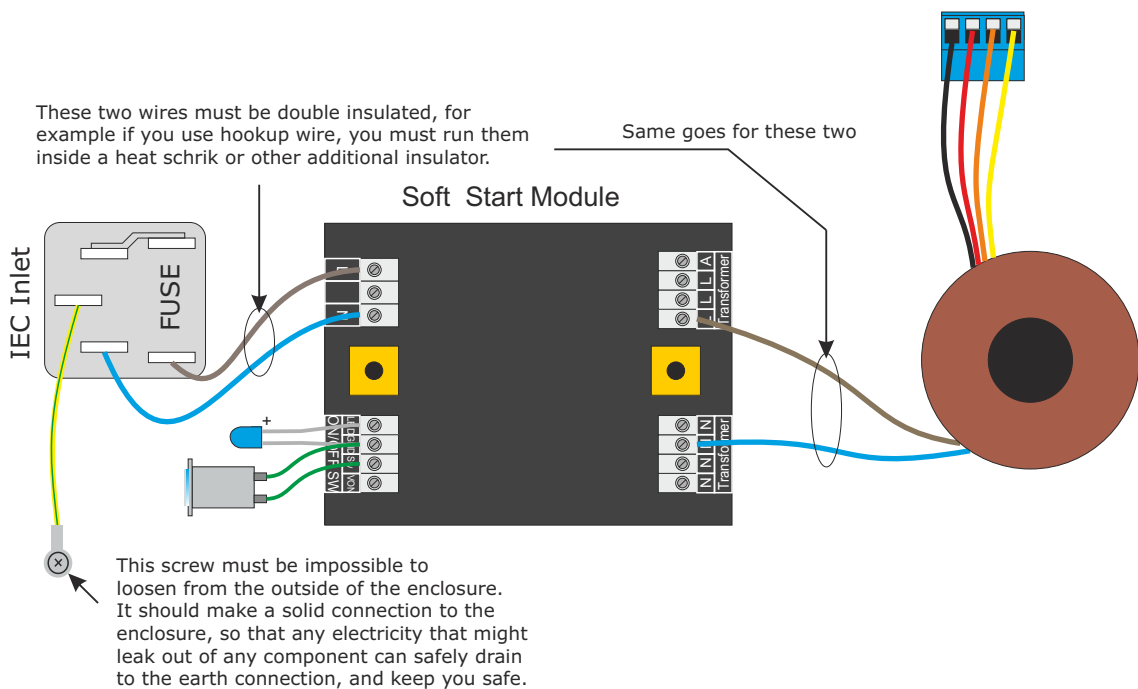 These two wires must be double insulated, for
example if you use hookup wire, you must run them
inside a heat schrik or other additional insulator.
Same goes for these two
Soft Start Module
IEC Inlet
FUSE
L
N
A
L
L
L
Transformer
+
ON/OFF SW
VON
N
N
N
Transformer
This screw must be impossible to
loosen from the outside of the enclosure.
It should make a solid connection to the
enclosure, so that any electricity that might
leak out of any component can safely drain
to the earth connection, and keep you safe.